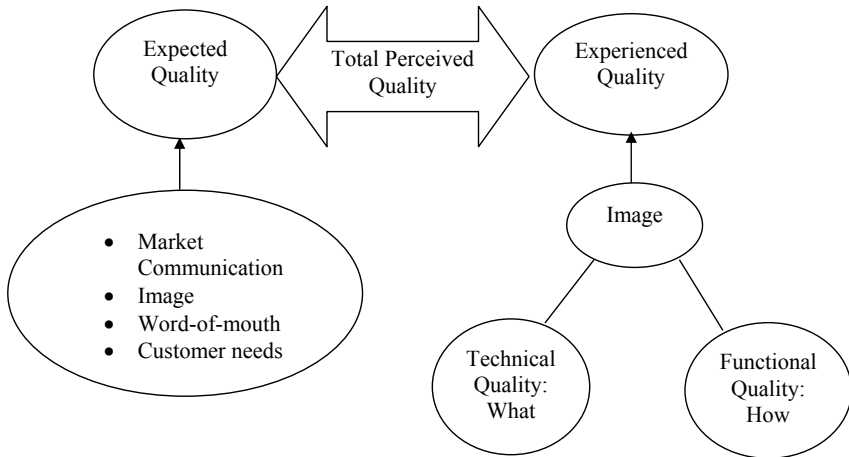 Expected
Quality
Total Perceived
Quality
Experienced
Quality
• Market
Communication
• Image
• Word-of-mouth
• Customer needs
Image
Technical
Quality:
What
Functional
Quality:
How